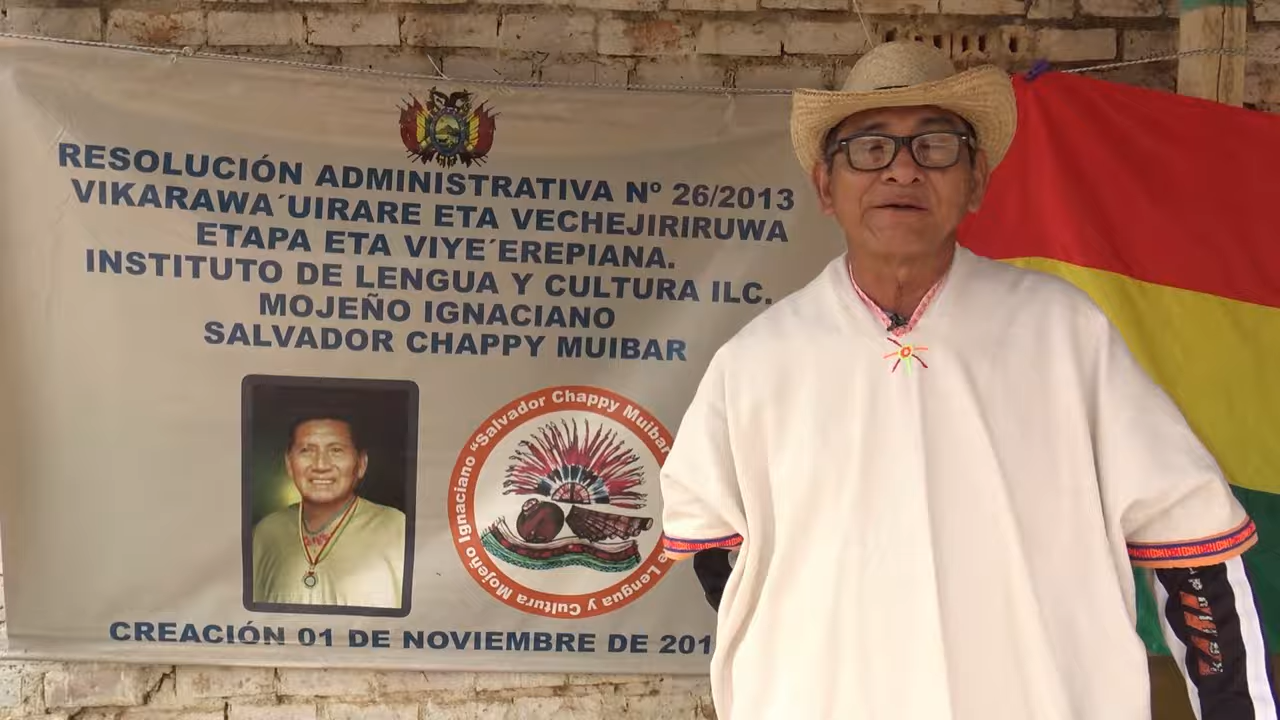 RESOLUCIÓN ADMINISTRATIVA Nº 26/2013
VIKARAWA´UIRARE ETA VECHEJIRIRUWA
ETAPA ETA VIYE´EREPIANA.
INSTITUTO DE LENGUA Y CULTURA ILC.
MOJEÑO IGNACIANO
SALVADOR CHAPPY MUIBAR
e Lengua y Cultura Mojeño Ignaciano “Salvador Chappy Muibar
CREACIÓN 01 DE NOVIEMBRE DE 201